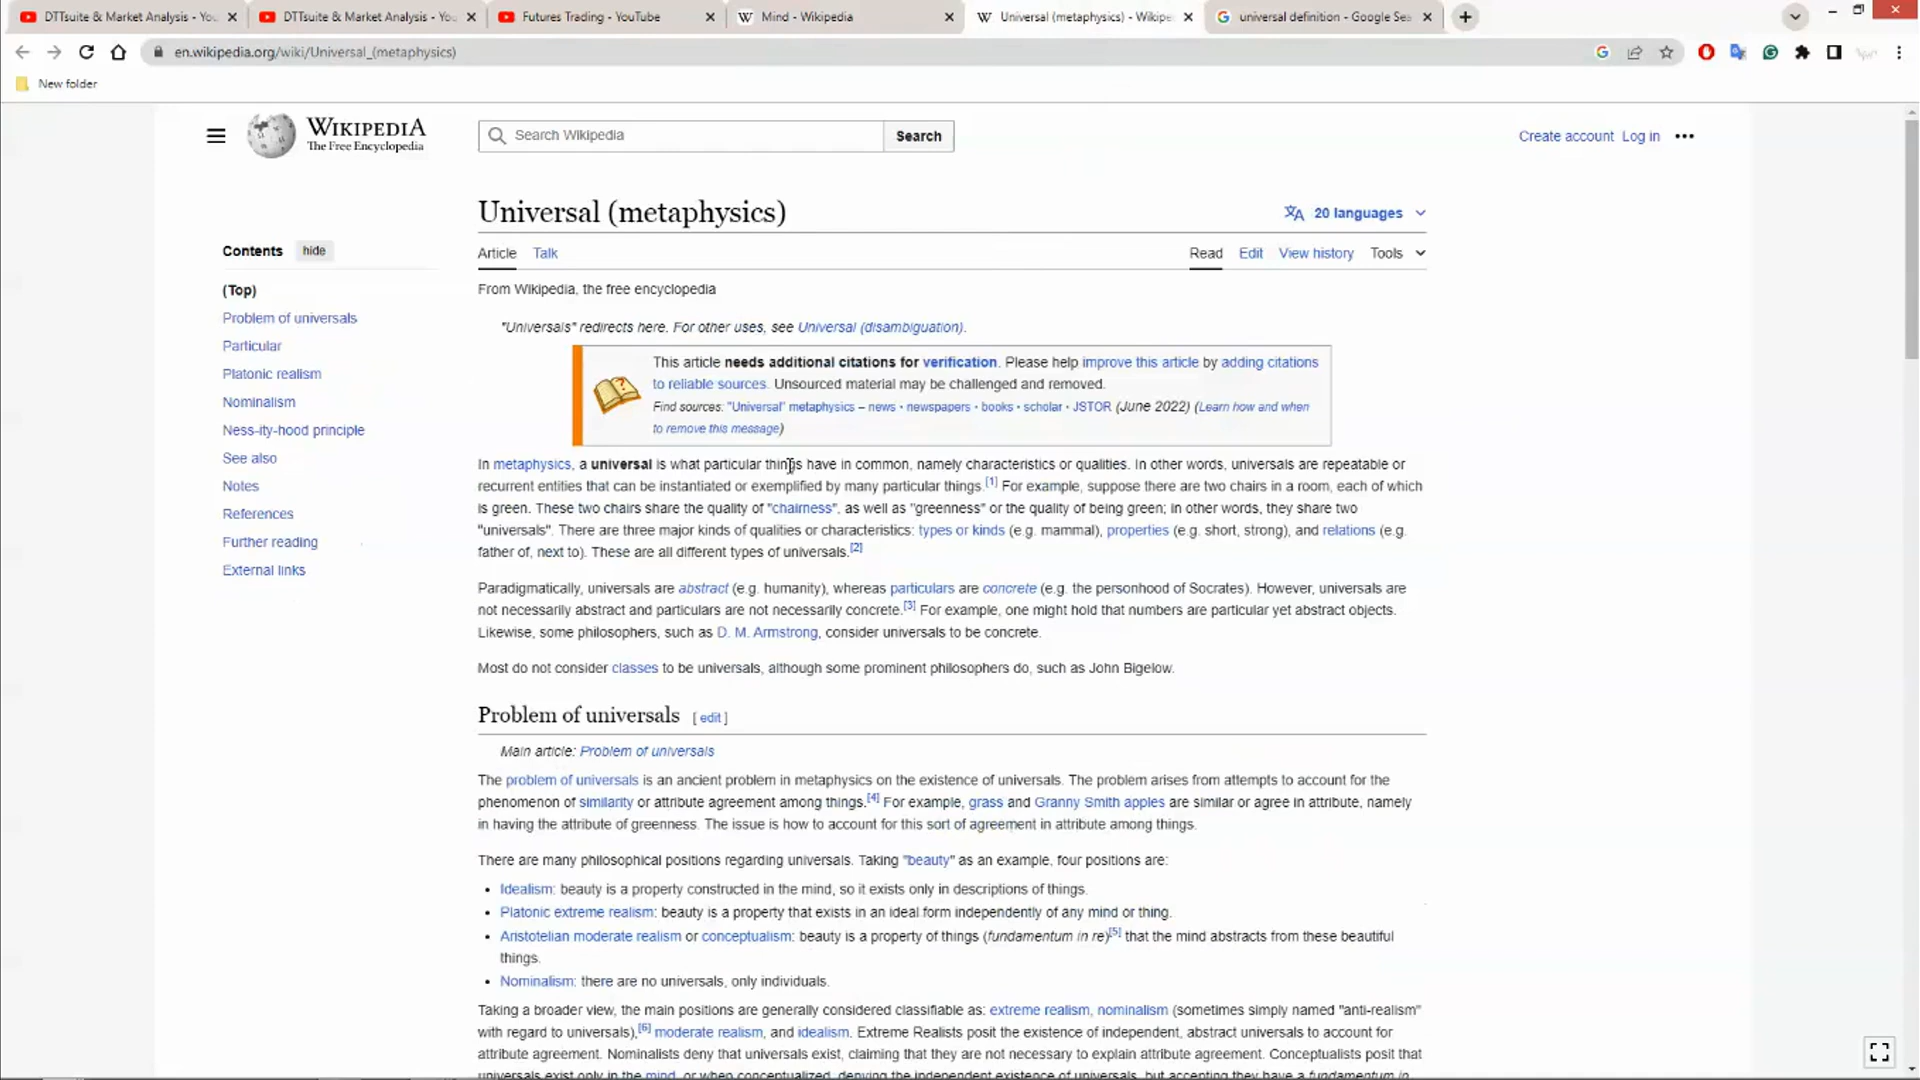 DTTsuite & Market Analysis - You
DTTsuite & Market Analysis - You
Futures Trading - YouTube
Mind - Wikipedia
Universal (metaphysics) - Wikipe
universal definition - Google Sea
en.wikipedia.org/wiki/Universal_(metaphysics)
New folder
WIKIPEDIA
The Free Encyclopedia
Search Wikipedia
Search
Create account Log in
Universal (metaphysics)
20 languages
Contents hide
Article Talk
Read Edit View history Tools
(Top)
Problem of universals
Particular
Platonic realism
Nominalism
Ness-ity-hood principle
See also
Notes
References
Further reading
External links
From Wikipedia, the free encyclopedia
"Universals" redirects here. For other uses, see Universal (disambiguation).
This article needs additional citations for verification. Please help improve this article by adding citations
to reliable sources. Unsourced material may be challenged and removed.
Find sources: "Universal" metaphysics – news · newspapers · books · scholar · JSTOR (June 2022) (Learn how and when
to remove this message)
In metaphysics, a universal is what particular things have in common, namely characteristics or qualities. In other words, universals are repeatable or
recurrent entities that can be instantiated or exemplified by many particular things.[1] For example, suppose there are two chairs in a room, each of which
is green. These two chairs share the quality of "chairness", as well as "greenness" or the quality of being green; in other words, they share two
"universals". There are three major kinds of qualities or characteristics: types or kinds (e.g. mammal), properties (e.g. short, strong), and relations (e.g.
father of, next to). These are all different types of universals.[2]
Paradigmatically, universals are abstract (e.g. humanity), whereas particulars are concrete (e.g. the personhood of Socrates). However, universals are
not necessarily abstract and particulars are not necessarily concrete.[3] For example, one might hold that numbers are particular yet abstract objects.
Likewise, some philosophers, such as D. M. Armstrong, consider universals to be concrete.
Most do not consider classes to be universals, although some prominent philosophers do, such as John Bigelow.
Problem of universals [ edit ]
Main article: Problem of universals
The problem of universals is an ancient problem in metaphysics on the existence of universals. The problem arises from attempts to account for the
phenomenon of similarity or attribute agreement among things.[4] For example, grass and Granny Smith apples are similar or agree in attribute, namely
in having the attribute of greenness. The issue is how to account for this sort of agreement in attribute among things.
There are many philosophical positions regarding universals. Taking "beauty" as an example, four positions are:
• Idealism: beauty is a property constructed in the mind, so it exists only in descriptions of things.
• Platonic extreme realism: beauty is a property that exists in an ideal form independently of any mind or thing.
• Aristotelian moderate realism or conceptualism: beauty is a property of things (fundamentum in re)[5] that the mind abstracts from these beautiful
things.
• Nominalism: there are no universals, only individuals.
Taking a broader view, the main positions are generally considered classifiable as: extreme realism, nominalism (sometimes simply named "anti-realism"
with regard to universals),[6] moderate realism, and idealism. Extreme Realists posit the existence of independent, abstract universals to account for
attribute agreement. Nominalists deny that universals exist, claiming that they are not necessary to explain attribute agreement. Conceptualists posit that
universals exist only in the mind, or when conceptualized, denying the independent existence of universals, but accepting they have a fundamentum in